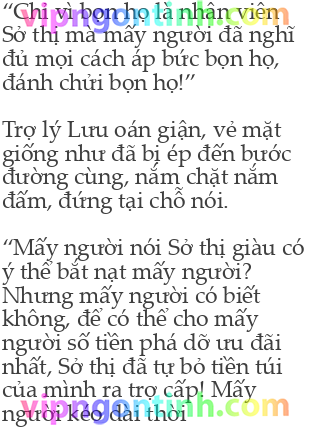 “Chỉ vì bọn họ là nhân viên
Sở thị mà mấy người đã nghĩ
đủ mọi cách áp bức bọn họ,
đánh chửi bọn họ!”
Trợ lý Lưu oán giận, vẻ mặt
giống như đã bị ép đến bước
đường cùng, nắm chặt nắm
đấm, đứng tại chỗ nói.
“Mấy người nói Sở thị giàu có
ý thể bắt nạt mấy người?
Nhưng mấy người có biết
không, để có thể cho mấy
người số tiền phá dỡ ưu đãi
nhất, Sở thị đã tự bỏ tiền túi
của mình ra trợ cấp! Mấy
người kéo dài thời
vipngontinh.com
vipngontinh.com